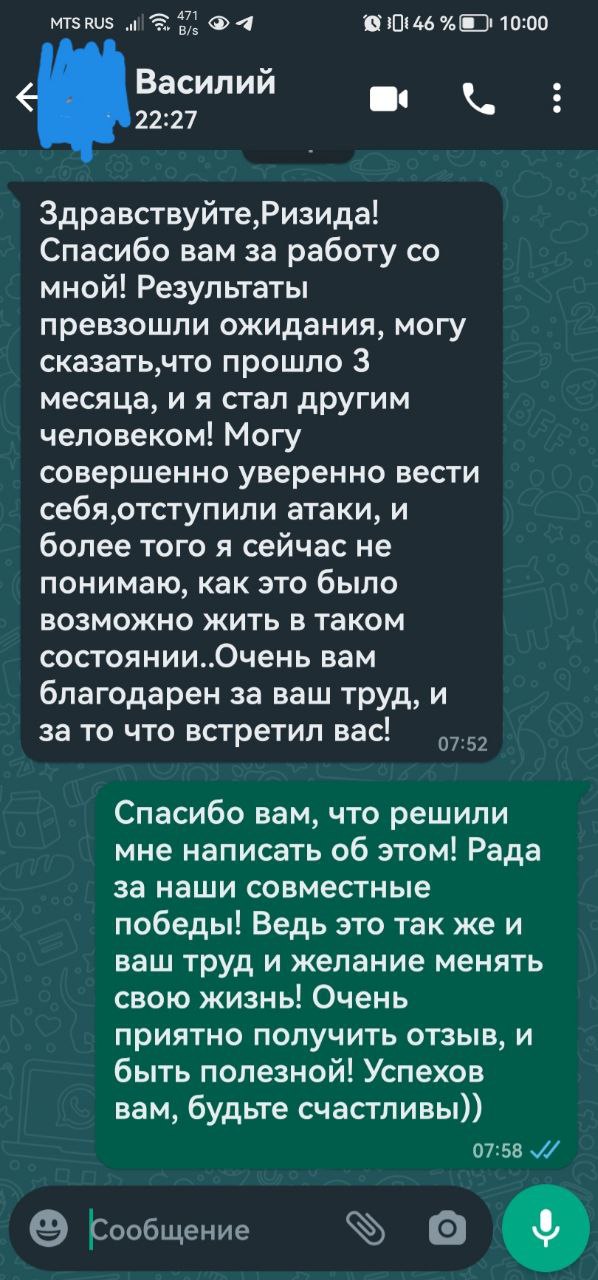 MTS RUS 471 B/s 46 % 10:00
Василий
22:27
Здравствуйте,Ризида!
Спасибо вам за работу со
мной! Результаты
превзошли ожидания, могу
сказать,что прошло 3
месяца, и я стал другим
человеком! Могу
совершенно уверенно вести
себя,отступили атаки, и
более того я сейчас не
понимаю, как это было
возможно жить в таком
состоянии..Очень вам
благодарен за ваш труд, и
за то что встретил вас!
07:52
Спасибо вам, что решили
мне написать об этом! Рада
за наши совместные
победы! Ведь это так же и
ваш труд и желание менять
свою жизнь! Очень
приятно получить отзыв, и
быть полезной! Успехов
вам, будьте счастливы))
07:58
Сообщение